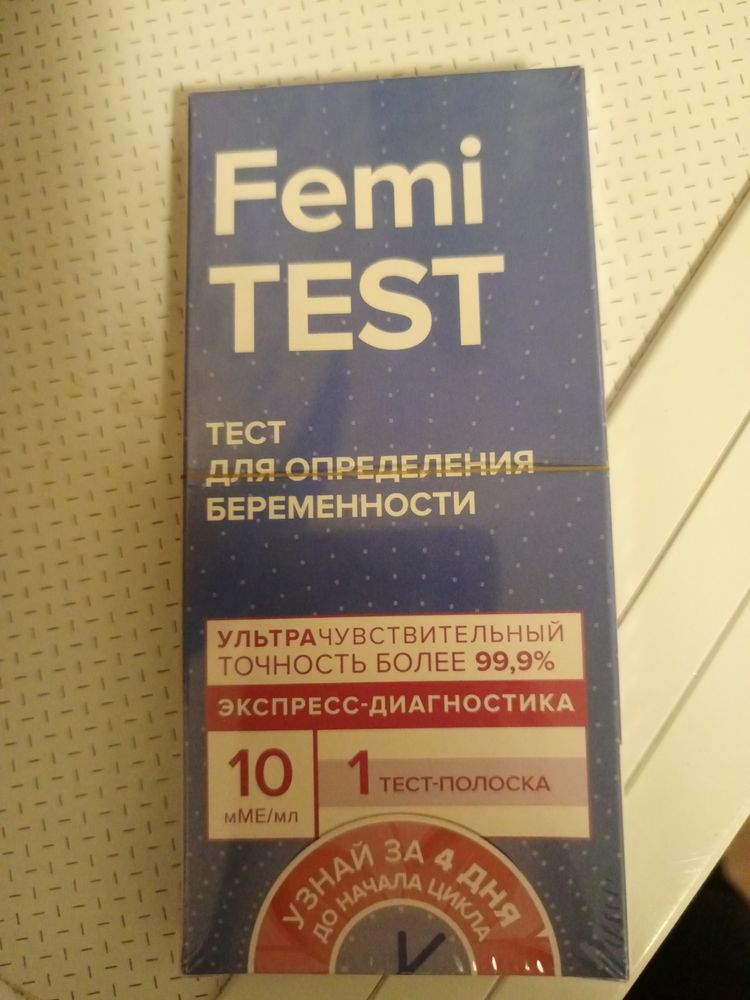 Femi
TEST
ТЕСТ
ДЛЯ ОПРЕДЕЛЕНИЯ
БЕРЕМЕННОСТИ
УЛЬТРАЧУВСТВИТЕЛЬНЫЙ
ТОЧНОСТЬ БОЛЕЕ 99,9%
ЭКСПРЕСС-ДИАГНОСТИКА
10
мМЕ/мл
1 ТЕСТ-ПОЛОСКА
УЗНАЙ ЗА 4 ДНЯ
ДО НАЧАЛА ЦИКЛА